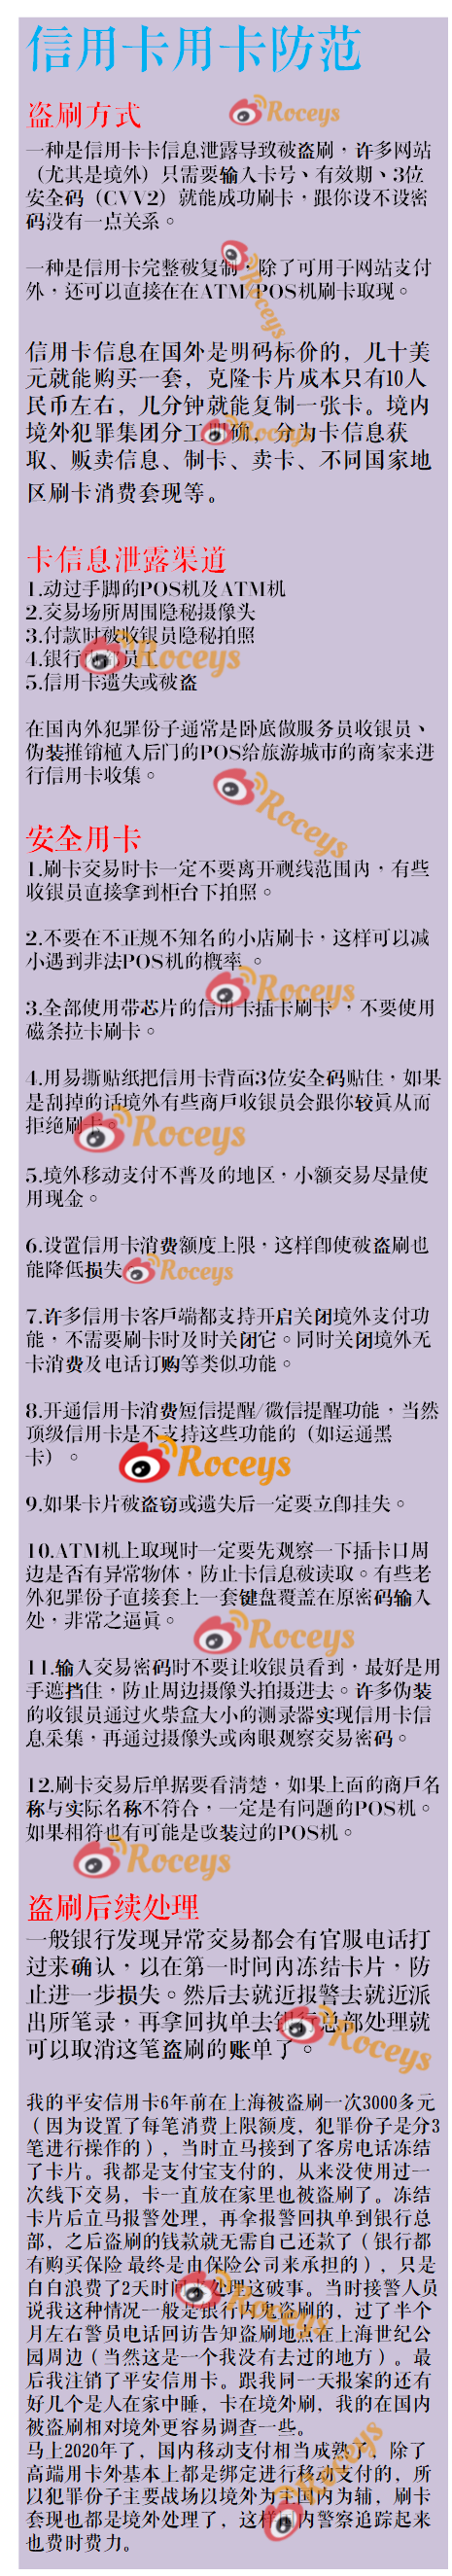 信用卡用卡防范
Roceys
盗刷方式
一种是信用卡卡信息泄露导致被盗刷，许多网站
（尤其是境外）只需要输入卡号、有效期、3位
安全码（CVV2）就能成功刷卡，跟你设不设密
码没有一点关系。
一种是信用卡完整被复制，除了可用于网站支付
外，还可以直接在在ATM/POS机刷卡取现。
Roceys
信用卡信息在国外是明码标价的，几十美
元就能购买一套，克隆卡片成本只有10人
民币左右，几分钟就能复制一张卡。境内
境外犯罪集团分工明确，分为卡信息获
Roceys
取、贩卖信息、制卡、卖卡、不同国家地
区刷卡消费套现等。
卡信息泄露渠道
1.动过手脚的POS机及ATM机
2.交易场所周围隐秘摄像头
3.付款时被收银员隐秘拍照
4.银行内部员工
Roceys
5.信用卡遗失或被盗
在国内外犯罪份子通常是卧底做服务员收银员、
伪装推销植入后门的POS给旅游城市的商家来进
行信用卡收集。
Roceys
安全用卡
1.刷卡交易时卡一定不要离开视线范围内，有些
收银员直接拿到柜台下拍照。
2.不要在不正规不知名的小店刷卡，这样可以减
小遇到非法POS机的概率 。
Roceys
3.全部使用带芯片的信用卡插卡刷卡 ，不要使用
磁条拉卡刷卡。
4.用易撕贴纸把信用卡背面3位安全码贴住，如果
是刮掉的话境外有些商户收银员会跟你较真从而
拒绝刷卡。
Roceys
5.境外移动支付不普及的地区，小额交易尽量使
用现金。
6.设置信用卡消费额度上限，这样即使被盗刷也
能降低损失。
Roceys
7.许多信用卡客户端都支持开启关闭境外支付功
能，不需要刷卡时及时关闭它。同时关闭境外无
卡消费及电话订购等类似功能。
8.开通信用卡消费短信提醒/微信提醒功能，当然
顶级信用卡是不支持这些功能的（如运通黑
卡）。
Roceys
9.如果卡片被盗窃或遗失后一定要立即挂失。
10.ATM机上取现时一定要先观察一下插卡口周
边是否有异常物体，防止卡信息被读取。有些老
外犯罪份子直接套上一套键盘覆盖在原密码输入
处，非常之逼真。
Roceys
11.输入交易密码时不要让收银员看到，最好是用
手遮挡住，防止周边摄像头拍摄进去。许多伪装
的收银员通过火柴盒大小的测录器实现信用卡信
息采集，再通过摄像头或肉眼观察交易密码。
12.刷卡交易后单据要看清楚，如果上面的商户名
称与实际名称不符合，一定是有问题的POS机。
如果相符也有可能是改装过的POS机。
Roceys
盗刷后续处理
一般银行发现异常交易都会有官服电话打
过来确认，以在第一时间内冻结卡片，防
止进一步损失。然后去就近报警去就近派
出所笔录，再拿回执单去银行总部处理就
可以取消这笔盗刷的账单了。
Roceys
我的平安信用卡6年前在上海被盗刷一次3000多元
（因为设置了每笔消费上限额度，犯罪份子是分3
笔进行操作的），当时立马接到了客房电话冻结
了卡片。我都是支付宝支付的，从来没使用过一
次线下交易，卡一直放在家里也被盗刷了。冻结
卡片后立马报警处理，再拿报警回执单到银行总
部，之后盗刷的钱款就无需自己还款了（银行都
有购买保险 最终是由保险公司来承担的），只是
白白浪费了2天时间去处理这破事。当时接警人员
说我这种情况一般是银行内鬼盗刷的，过了半个
Roceys
月左右警员电话回访告知盗刷地点在上海世纪公
园周边（当然这是一个我没有去过的地方）。最
后我注销了平安信用卡。跟我同一天报案的还有
好几个是人在家中睡，卡在境外刷，我的在国内
被盗刷相对境外更容易调查一些。
马上2020年了，国内移动支付相当成熟了，除了
高端用卡外基本上都是绑定进行移动支付的，所
以犯罪份子主要战场以境外为主国内为辅，刷卡
套现也都是境外处理了，这样国内警察追踪起来
也费时费力。
Roceys